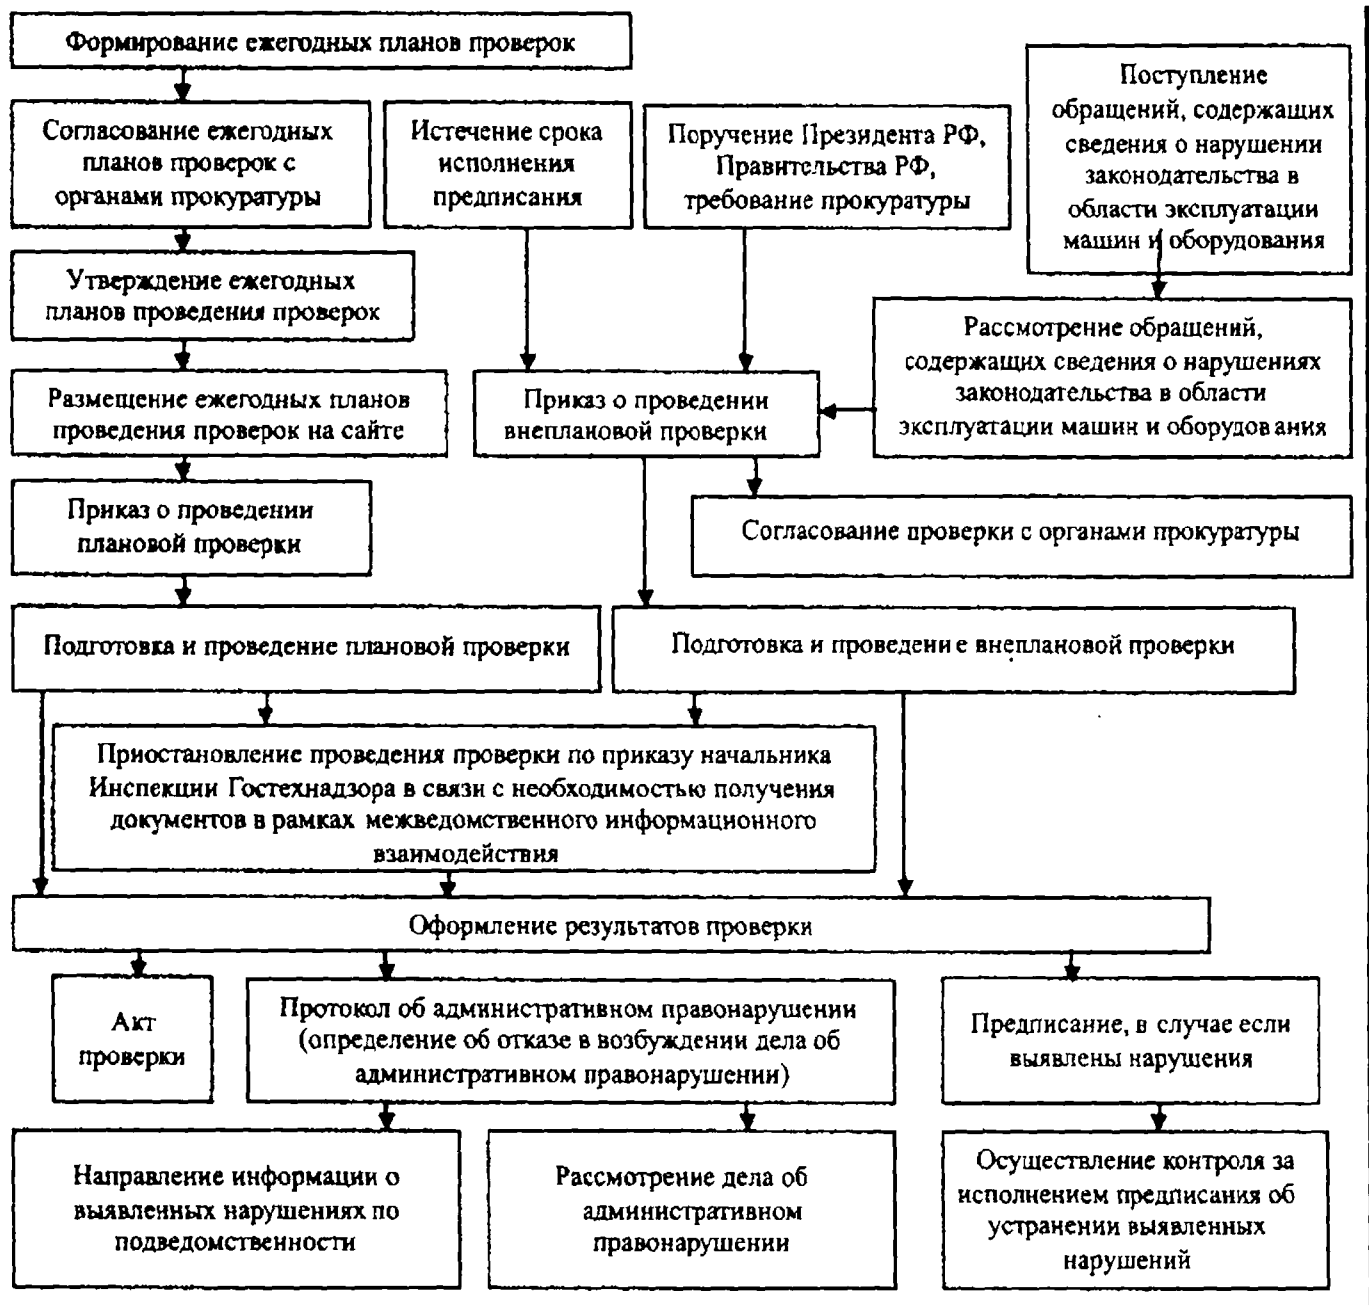 Формирование ежегодных планов проверок
Согласование ежегодных
планов проверок с
органами прокуратуры
Истечение срока
исполнения
предписания
Поручение Президента РФ,
Правительства РФ,
требование прокуратуры
Поступление
обращений, содержащих
сведения о нарушении
законодательства в
области эксплуатации
машин и оборудования
Утверждение ежегодных
планов проведения проверок
Рассмотрение обращений,
содержащих сведения о нарушениях
законодательства в области
эксплуатации машин и оборудования
Размещение ежегодных планов
проведения проверок на сайте
Приказ о проведении
внеплановой проверки
Приказ о проведении
плановой проверки
Согласование проверки с органами прокуратуры
Подготовка и проведение плановой проверки
Подготовка и проведение внеплановой проверки
Приостановление проведения проверки по приказу начальника
Инспекции Гостехнадзора в связи с необходимостью получения
документов в рамках межведомственного информационного
взаимодействия
Оформление результатов проверки
Акт
проверки
Протокол об административном правонарушении
(определение об отказе в возбуждении дела об
административном правонарушении)
Предписание, в случае если
выявлены нарушения
Направление информации о
выявленных нарушениях по
подведомственности
Рассмотрение дела об
административном
правонарушении
Осуществление контроля за
исполнением предписания об
устранении выявленных
нарушений